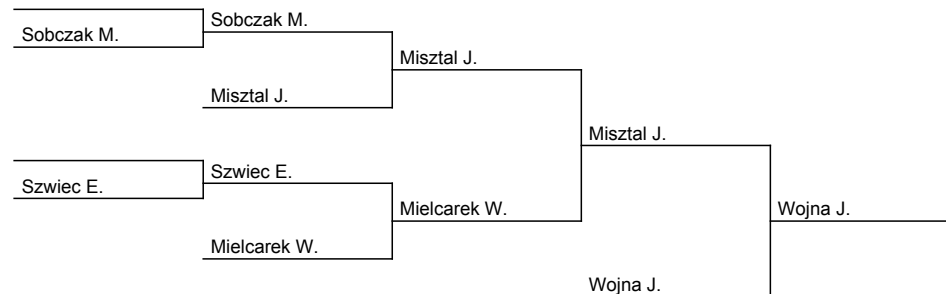 Sobczak M.
Sobczak M.
Misztal J.
Misztal J.
Misztal J.
Szwiec E.
Szwiec E.
Mielcarek W.
Wojna J.
Mielcarek W.
Wojna J.